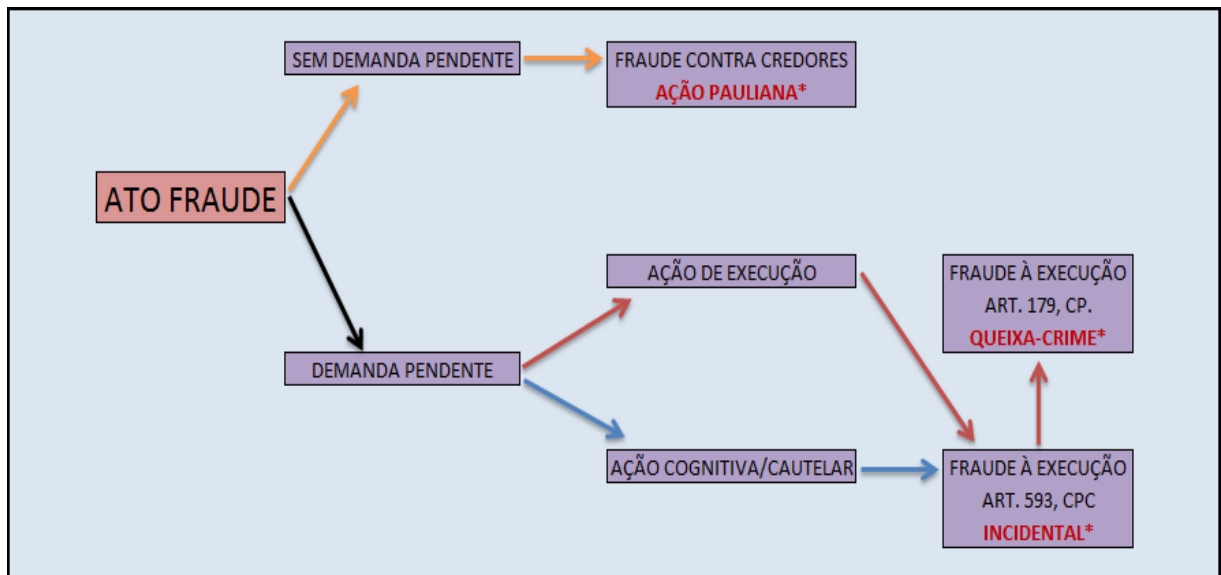 SEM DEMANDA PENDENTE
FRAUDE CONTRA CREDORES
AÇÃO PAULIANA*
ATO FRAUDE
AÇÃO DE EXECUÇÃO
FRAUDE À EXECUÇÃO
ART. 179, CP.
QUEIXA-CRIME*
DEMANDA PENDENTE
AÇÃO COGNITIVA/CAUTELAR
FRAUDE À EXECUÇÃO
ART. 593, CPC
INCIDENTAL*